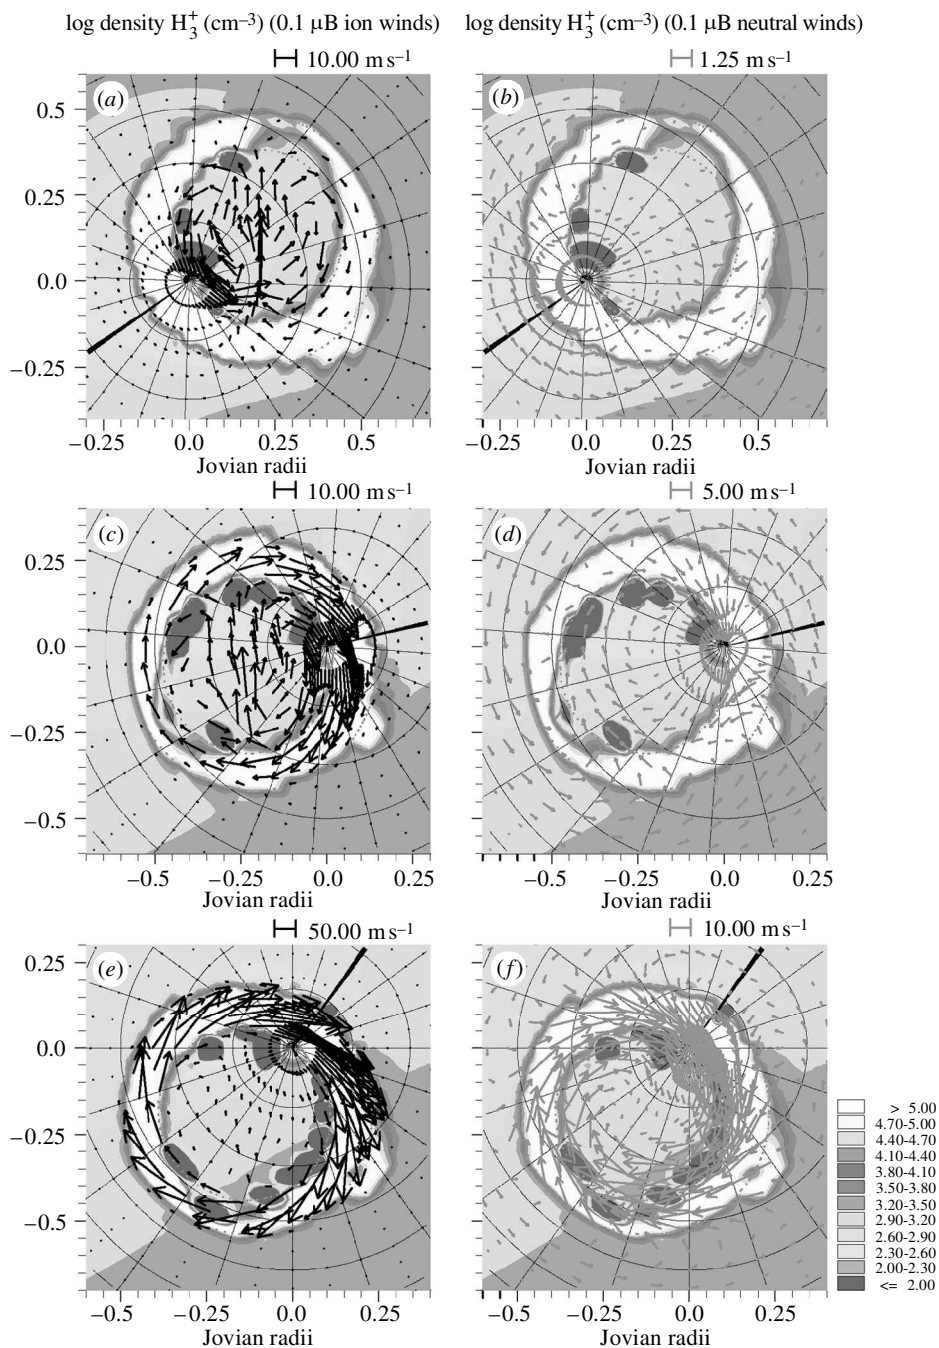 log density H₃⁺ (cm⁻³) (0.1 μB ion winds)
log density H₃⁺ (cm⁻³) (0.1 μB neutral winds)
10.00 m s⁻¹
1.25 m s⁻¹
(a)
(b)
0.5
0.25
0.0
−0.25
−0.25 0.0 0.25 0.5
Jovian radii
−0.25 0.0 0.25 0.5
Jovian radii
10.00 m s⁻¹
5.00 m s⁻¹
(c)
(d)
0.25
0.0
−0.25
−0.5
−0.5 −0.25 0.0 0.25
Jovian radii
−0.5 −0.25 0.0 0.25
Jovian radii
50.00 m s⁻¹
10.00 m s⁻¹
(e)
(f)
0.25
0.0
−0.25
−0.5
−0.5 −0.25 0.0 0.25
Jovian radii
−0.5 −0.25 0.0 0.25
Jovian radii
> 5.00
4.70-5.00
4.40-4.70
4.10-4.40
3.80-4.10
3.50-3.80
3.20-3.50
2.90-3.20
2.60-2.90
2.30-2.60
2.00-2.30
<= 2.00